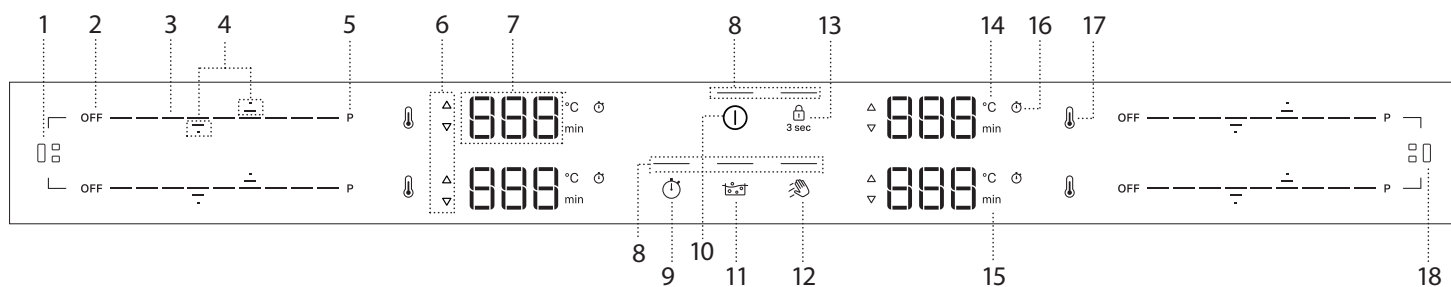 1 2 3 4 5 6 7 8 13 14 16 17
OFF P 888 °C min 3 sec 888 °C min OFF P
OFF P 888 °C min 888 °C min OFF P
8 9 10 11 12 15 18